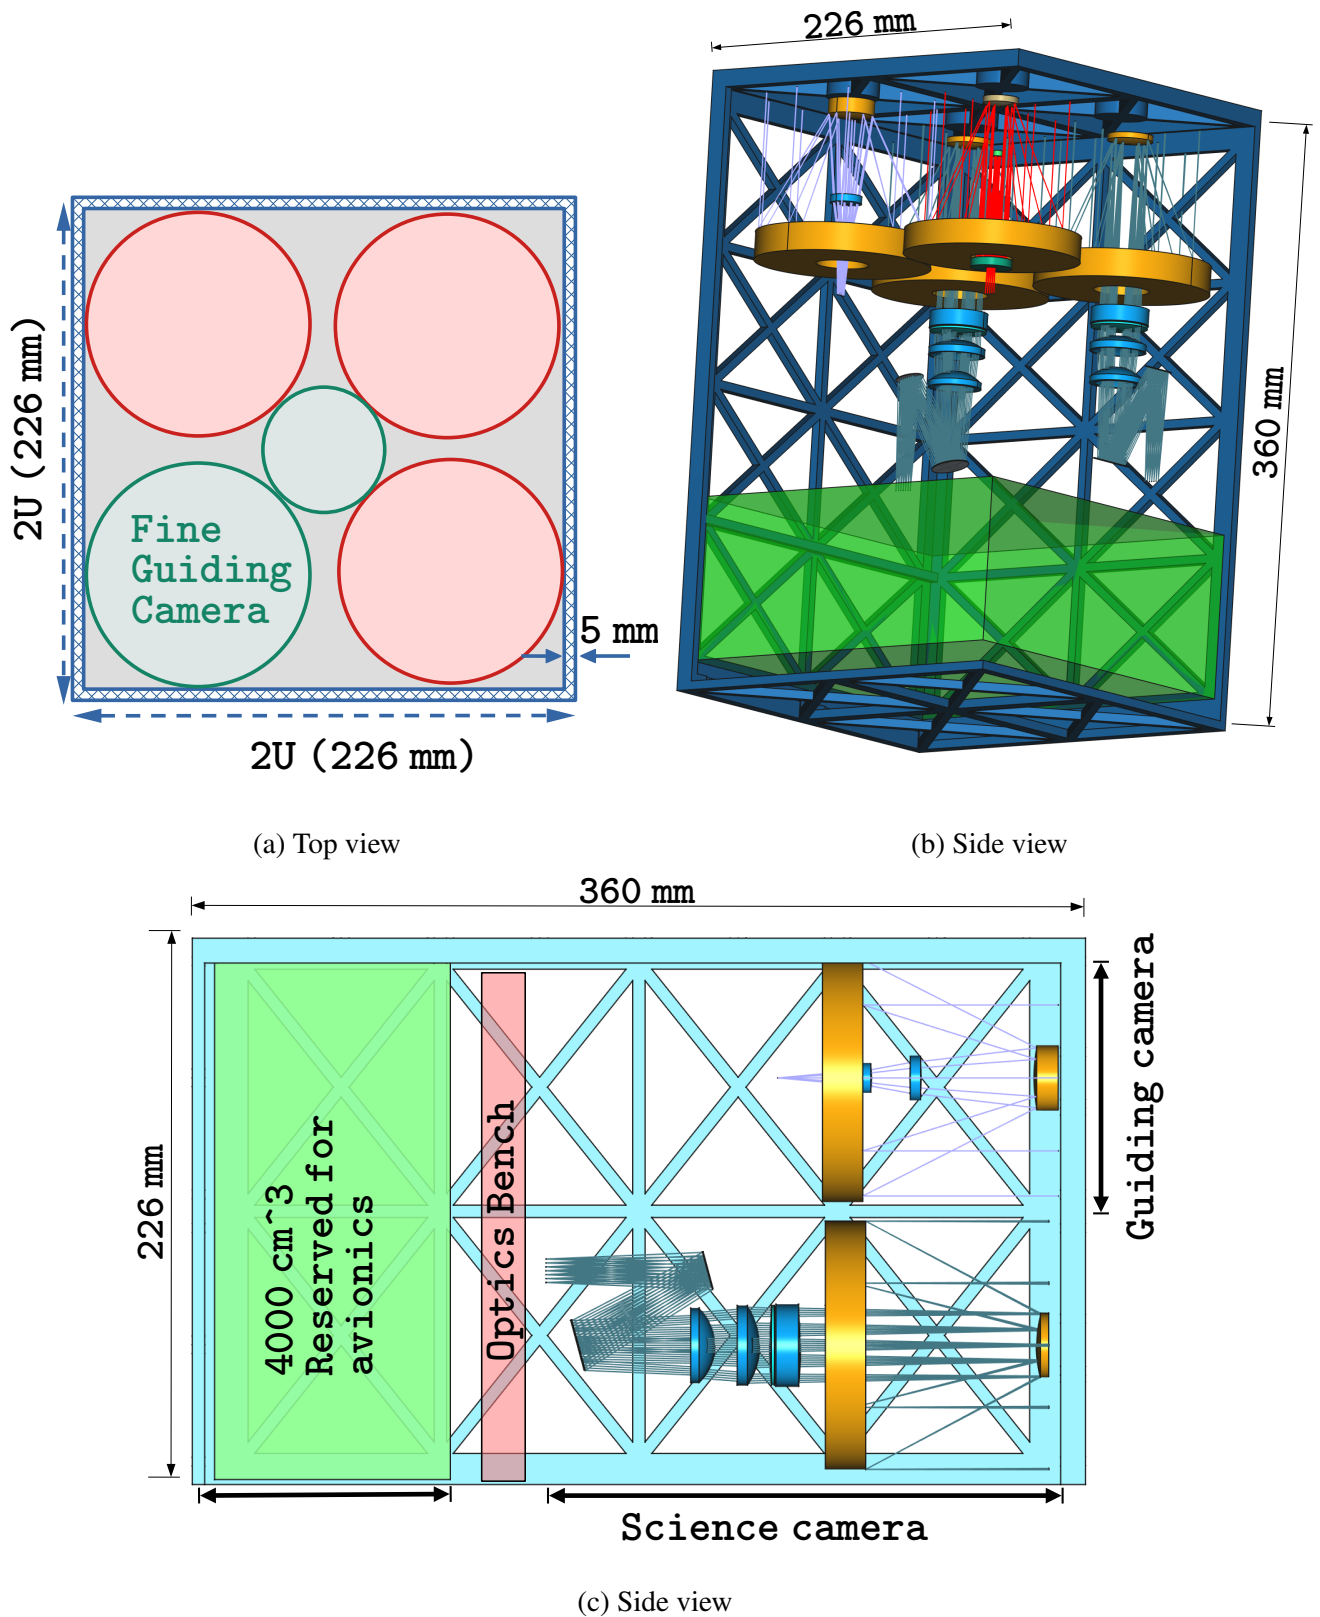 226 mm
2U (226 mm)
Fine
Guiding
Camera
5 mm
360 mm
2U (226 mm)
(a) Top view
(b) Side view
360 mm
Guiding camera
226 mm
4000 cm^3
Reserved for
avionics
Optics Bench
Science camera
(c) Side view